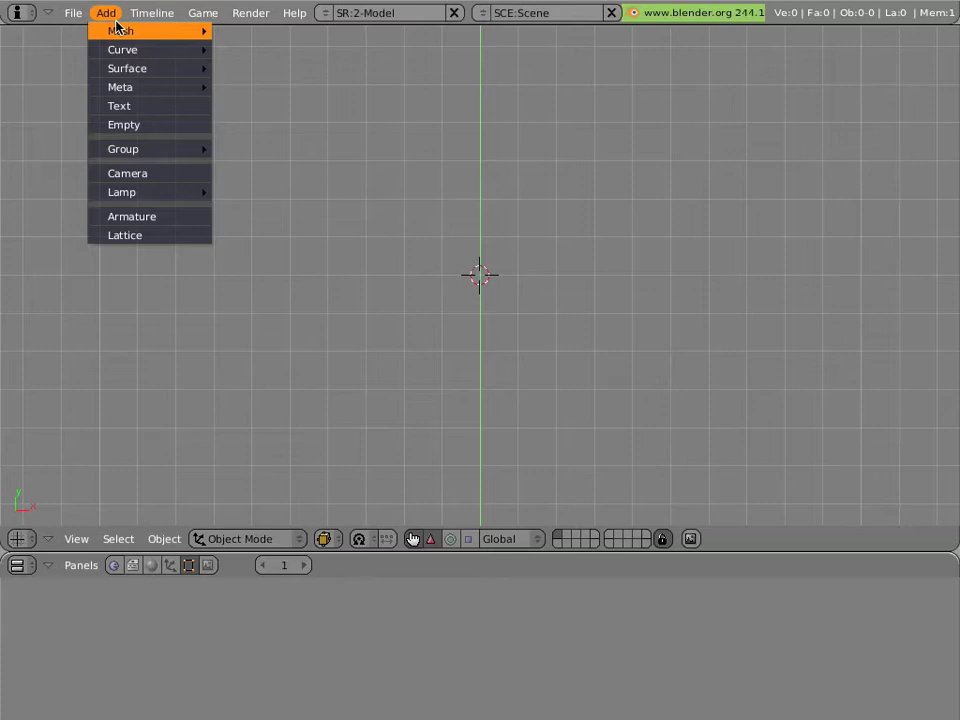 File Add Timeline Game Render Help SR:2-Model SCE:Scene www.blender.org 244.1 Ve:0 | Fa:0 | Ob:0-0 | La:0 | Mem:1
Mesh
Curve
Surface
Meta
Text
Empty
Group
Camera
Lamp
Armature
Lattice
y
x
View Select Object Object Mode Global
Panels 1